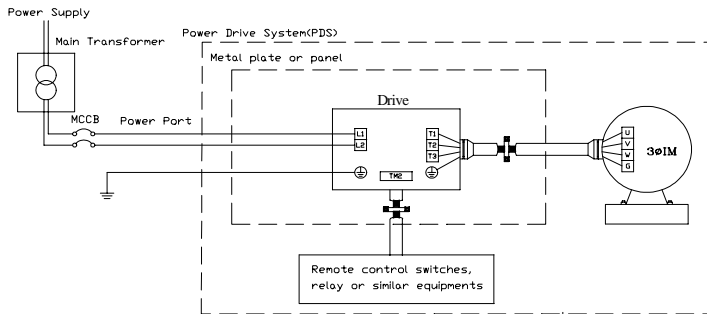 Power Supply
Main Transformer
Power Drive System(PDS)
Metal plate or panel
Drive
MCCB
Power Port
L1
L2
T1
T2
T3
TM2
U
V
W
G
3øIM
Remote control switches,
relay or similar equipments